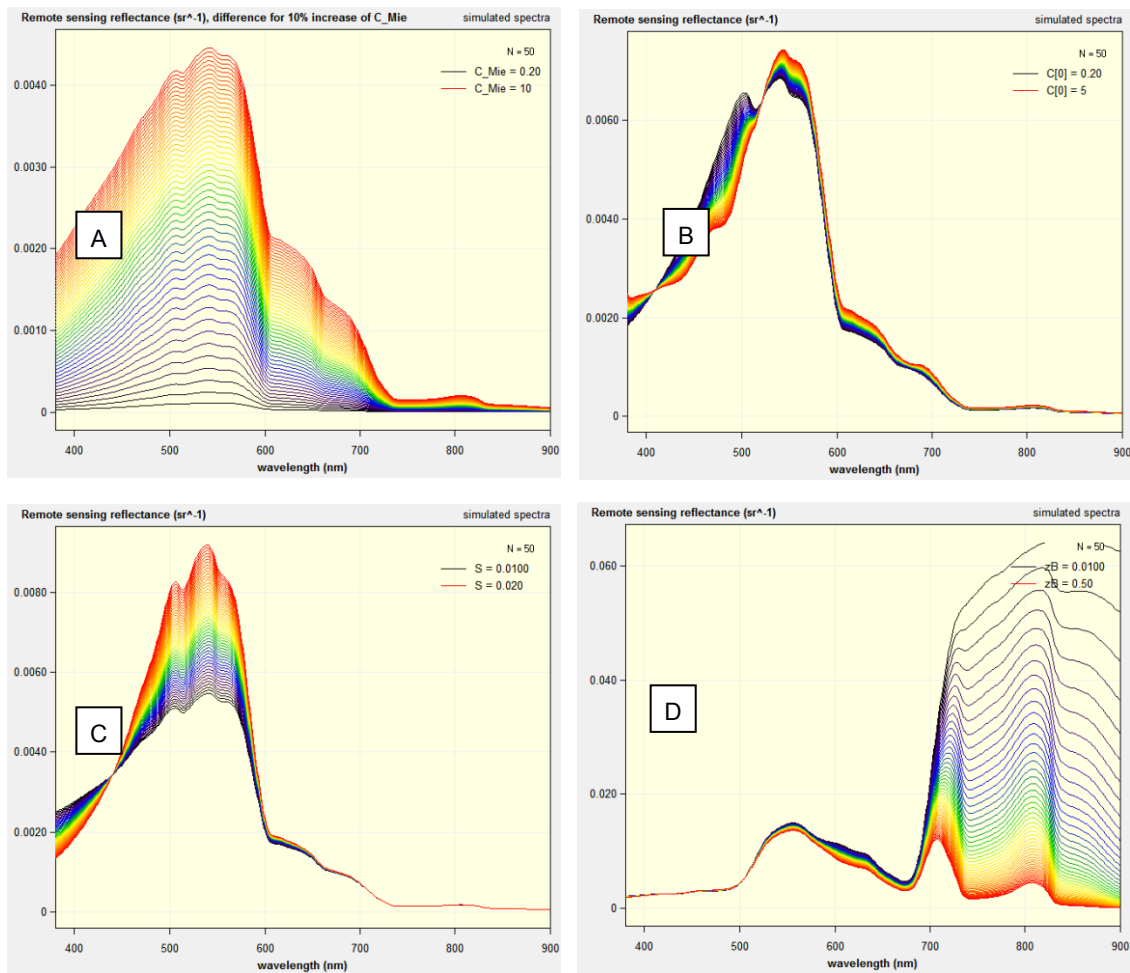 Remote sensing reflectance (sr^-1), difference for 10% increase of C_Mie simulated spectra
N = 50
C_Mie = 0.20
C_Mie = 10
0.0040
0.0030
A
0.0020
0.0010
0
400 500 600 700 800 900
wavelength (nm)
Remote sensing reflectance (sr^-1) simulated spectra
N = 50
C[0] = 0.20
C[0] = 5
0.0060
0.0040
B
0.0020
0
400 500 600 700 800 900
wavelength (nm)
Remote sensing reflectance (sr^-1) simulated spectra
N = 50
S = 0.0100
S = 0.020
0.0080
0.0060
C
0.0040
0.0020
0
400 500 600 700 800 900
wavelength (nm)
Remote sensing reflectance (sr^-1) simulated spectra
N = 50
0.060
zB = 0.0100
zB = 0.50
0.040
D
0.020
0
400 500 600 700 800 900
wavelength (nm)